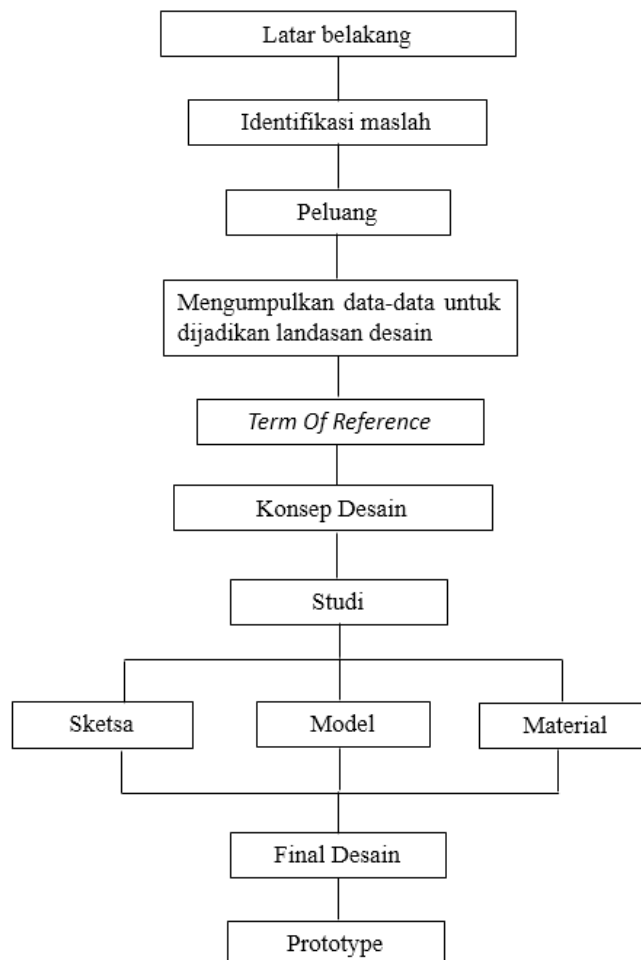 Latar belakang
Identifikasi maslah
Peluang
Mengumpulkan data-data untuk
dijadikan landasan desain
Term Of Reference
Konsep Desain
Studi
Sketsa
Model
Material
Final Desain
Prototype